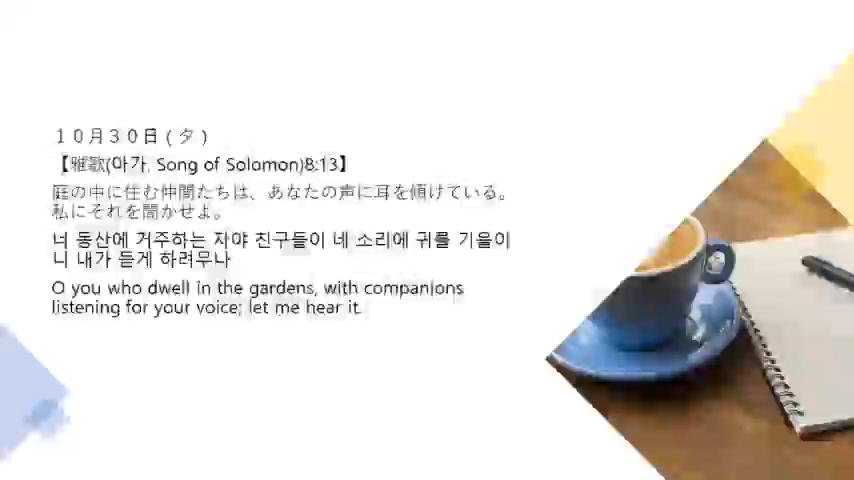 10月30日(夕)
【雅歌(아가, Song of Solomon)8:13】
庭の中に住む仲間たちは、あなたの声に耳を傾けている。
私にそれを聞かせよ。
너 동산에 거주하는 자야 친구들이 네 소리에 귀를 기울이
니 내가 듣게 하려무나
O you who dwell in the gardens, with companions
listening for your voice; let me hear it.